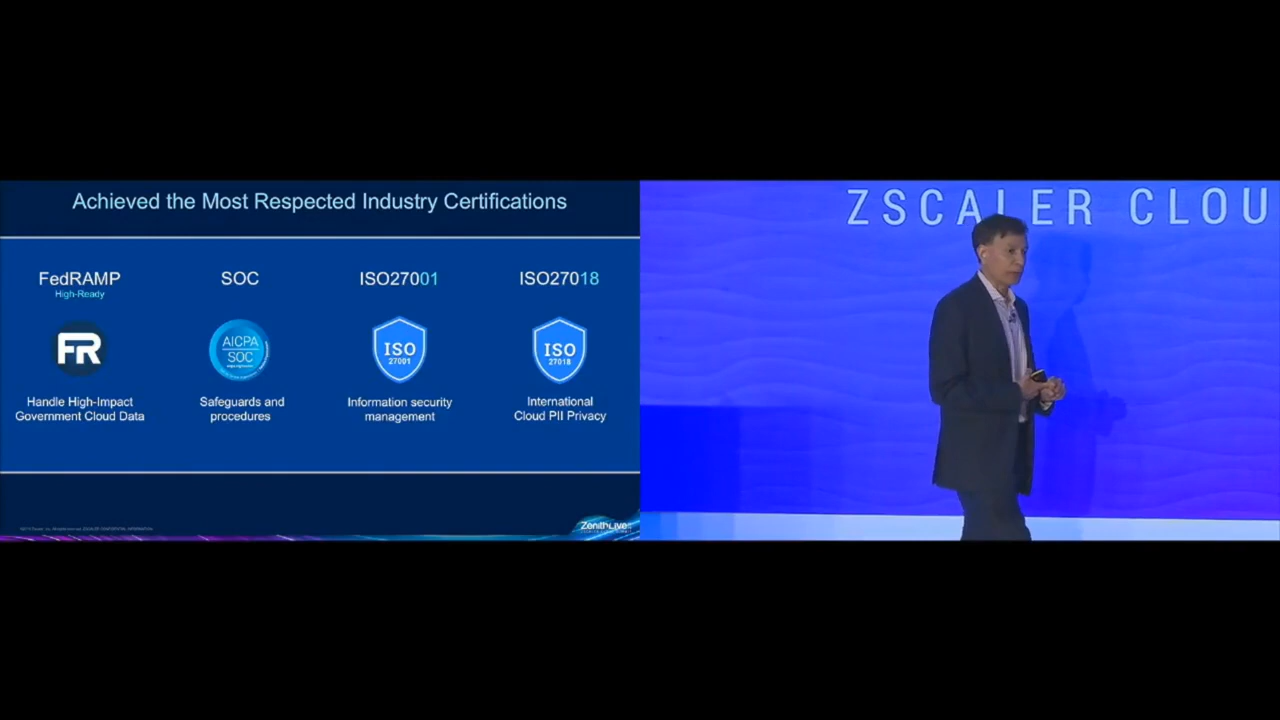 Achieved the Most Respected Industry Certifications
FedRAMP
High-Ready
FR
Handle High-Impact
Government Cloud Data
SOC
AICPA
SOC
Safeguards and
procedures
ISO27001
ISO
27001
Information security
management
ISO27018
ISO
27018
International
Cloud PII Privacy
ZenithLive
ZSCALER CLOU